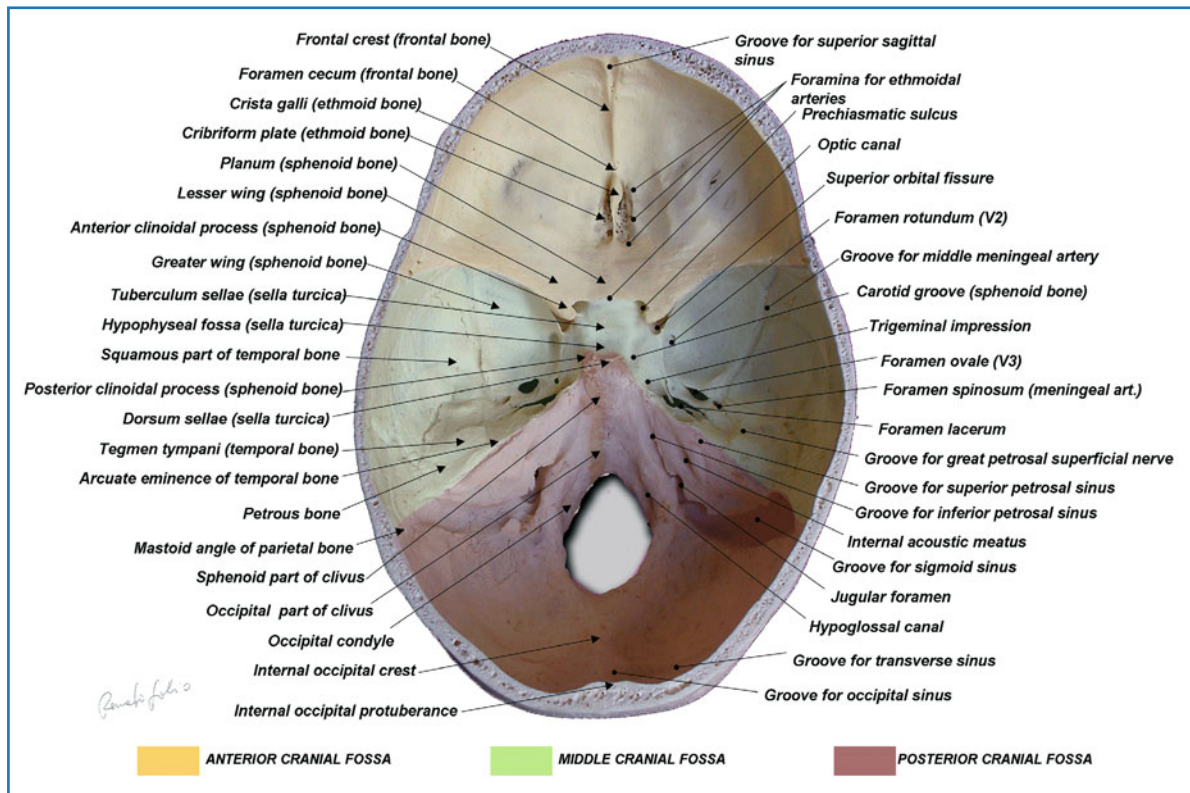 Frontal crest (frontal bone)
Foramen cecum (frontal bone)
Crista galli (ethmoid bone)
Cribriform plate (ethmoid bone)
Planum (sphenoid bone)
Lesser wing (sphenoid bone)
Anterior clinoidal process (sphenoid bone)
Greater wing (sphenoid bone)
Tuberculum sellae (sella turcica)
Hypophyseal fossa (sella turcica)
Squamous part of temporal bone
Posterior clinoidal process (sphenoid bone)
Dorsum sellae (sella turcica)
Tegmen tympani (temporal bone)
Arcuate eminence of temporal bone
Petrous bone
Mastoid angle of parietal bone
Sphenoid part of clivus
Occipital part of clivus
Occipital condyle
Internal occipital crest
Internal occipital protuberance
Groove for superior sagittal
sinus
Foramina for ethmoidal
arteries
Prechiasmatic sulcus
Optic canal
Superior orbital fissure
Foramen rotundum (V2)
Groove for middle meningeal artery
Carotid groove (sphenoid bone)
Trigeminal impression
Foramen ovale (V3)
Foramen spinosum (meningeal art.)
Foramen lacerum
Groove for great petrosal superficial nerve
Groove for superior petrosal sinus
Groove for inferior petrosal sinus
Internal acoustic meatus
Groove for sigmoid sinus
Jugular foramen
Hypoglossal canal
Groove for transverse sinus
Groove for occipital sinus
ANTERIOR CRANIAL FOSSA
MIDDLE CRANIAL FOSSA
POSTERIOR CRANIAL FOSSA